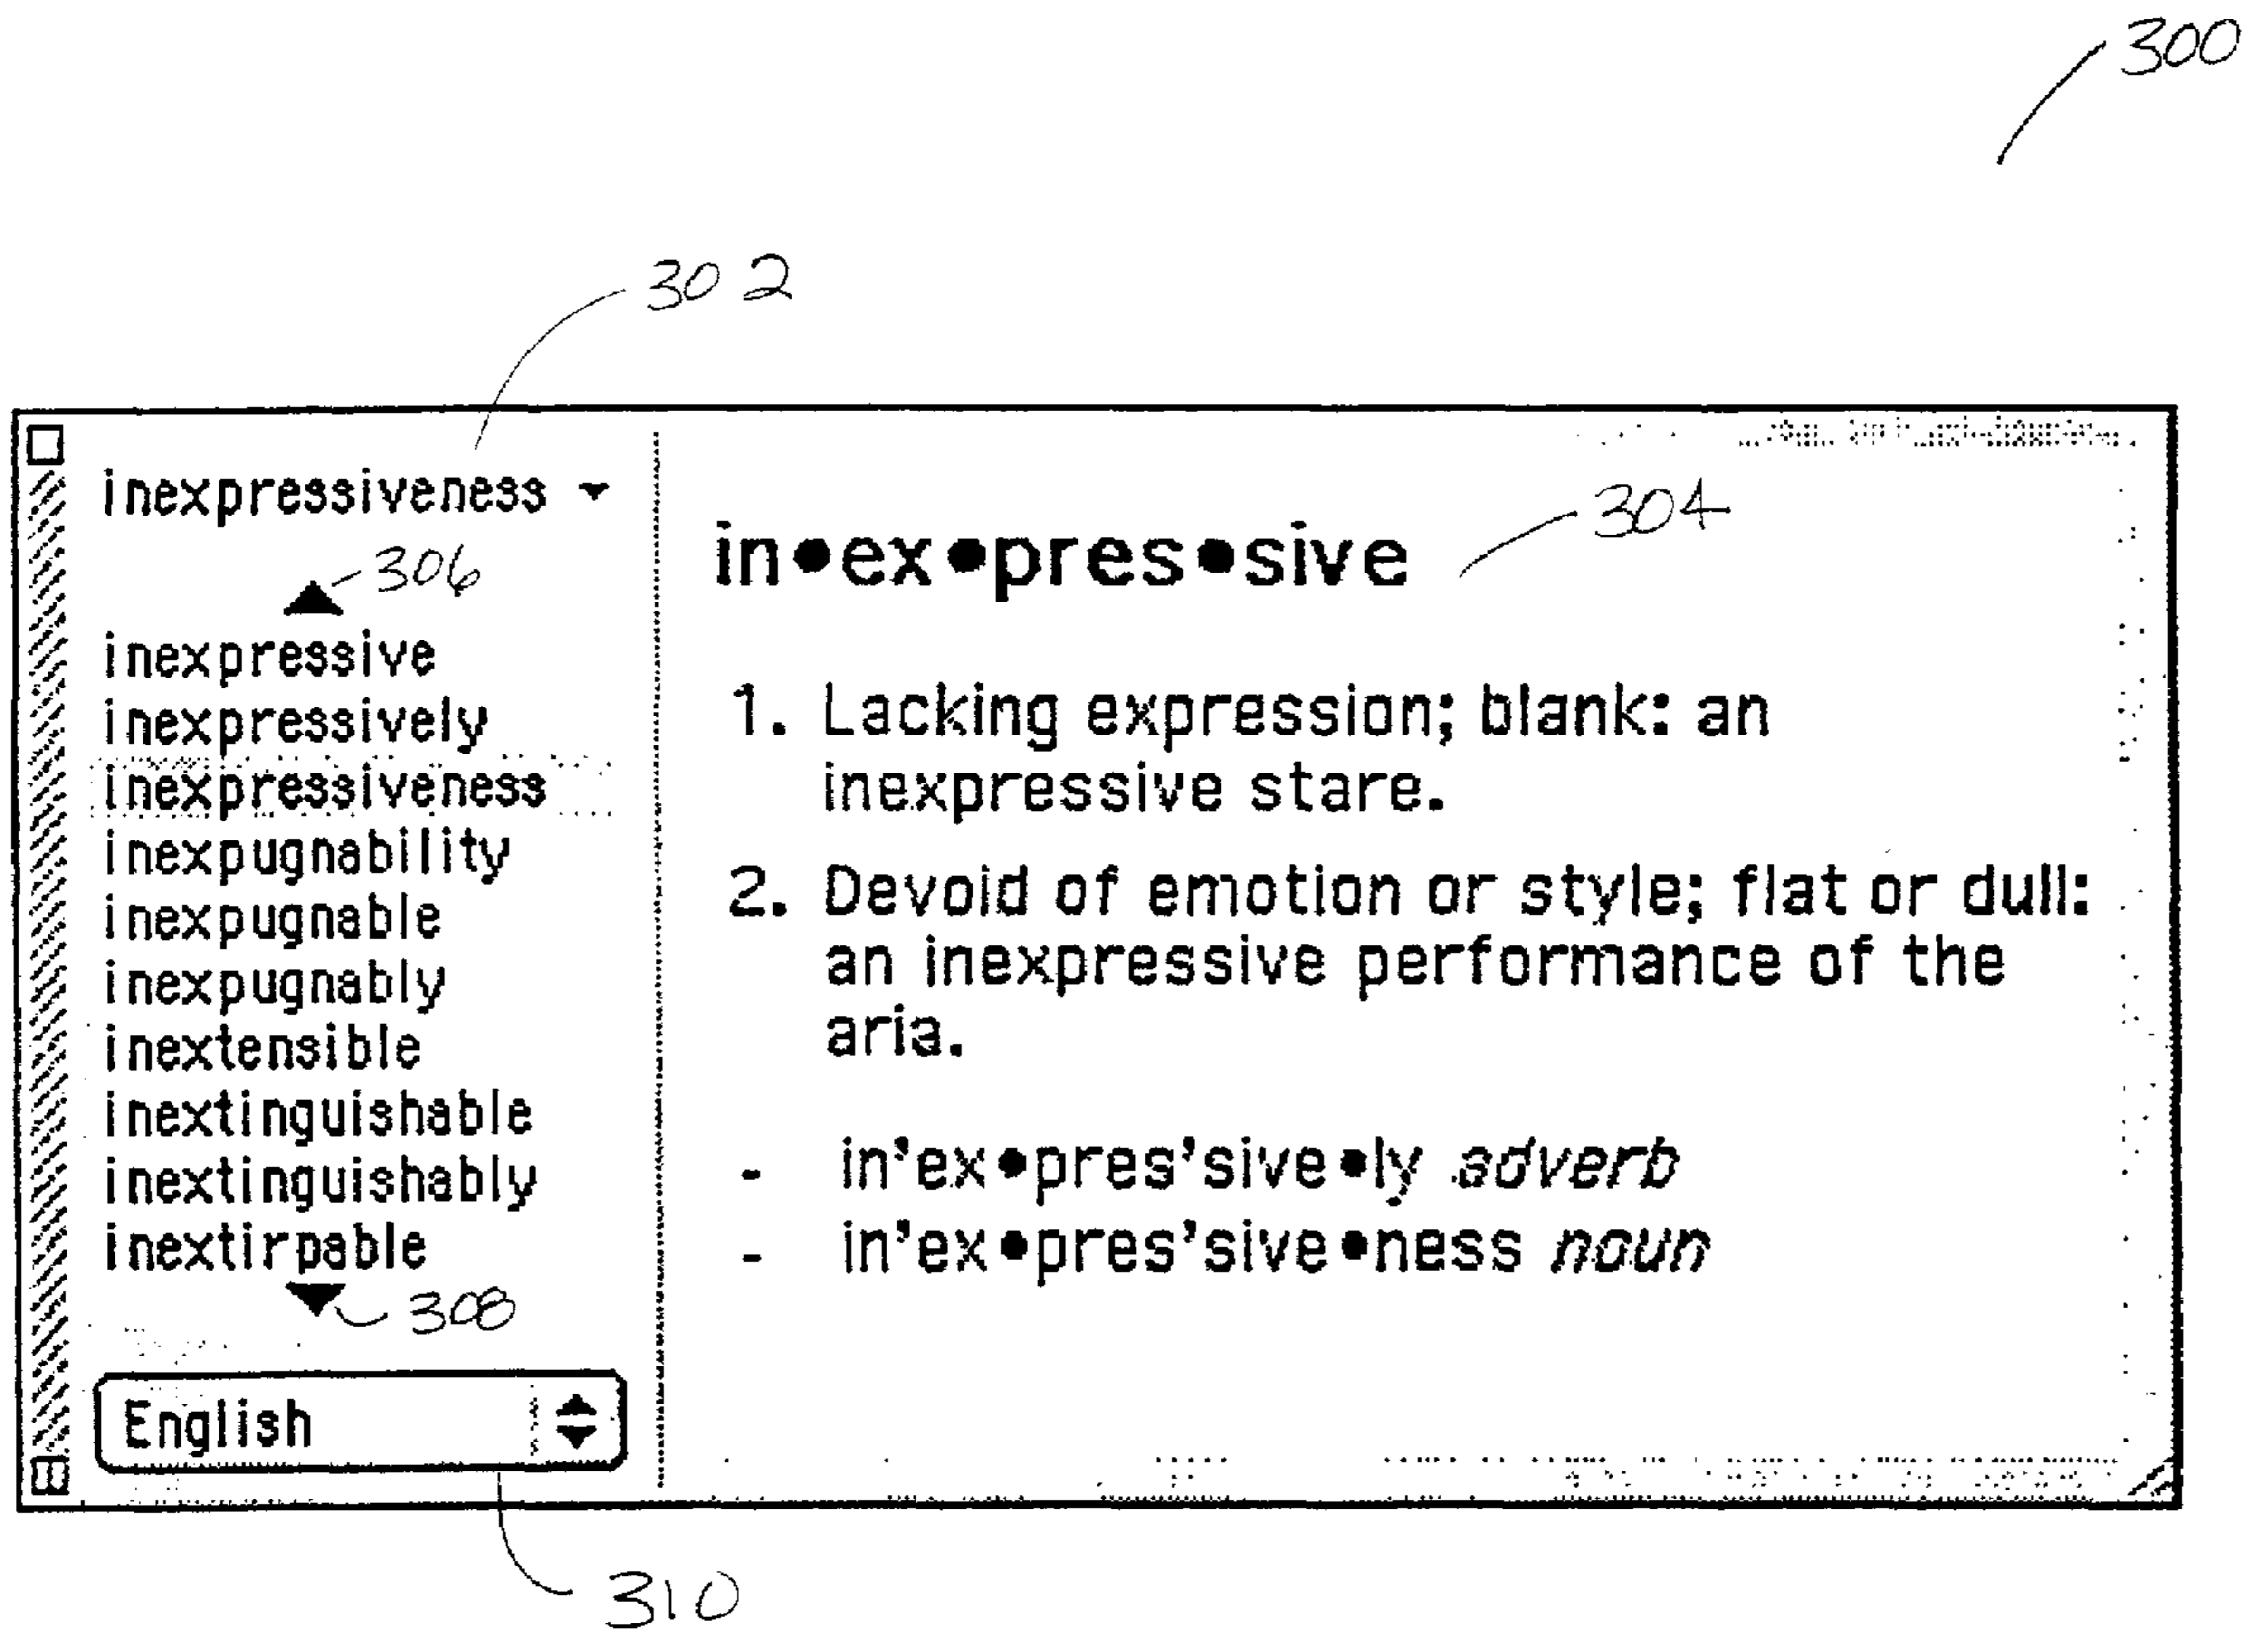 300
302
inexpressiveness
306
inexpressive
inexpressively
inexpressiveness
inexpugnability
inexpugnable
inexpugnably
inextensible
inextinguishable
inextinguishably
inextirpable
308
English
310
in•ex•pres•sive
304
1. Lacking expression; blank: an
inexpressive stare.
2. Devoid of emotion or style; flat or dull:
an inexpressive performance of the
aria.
- in'ex•pres'sive•ly adverb
- in'ex•pres'sive•ness noun